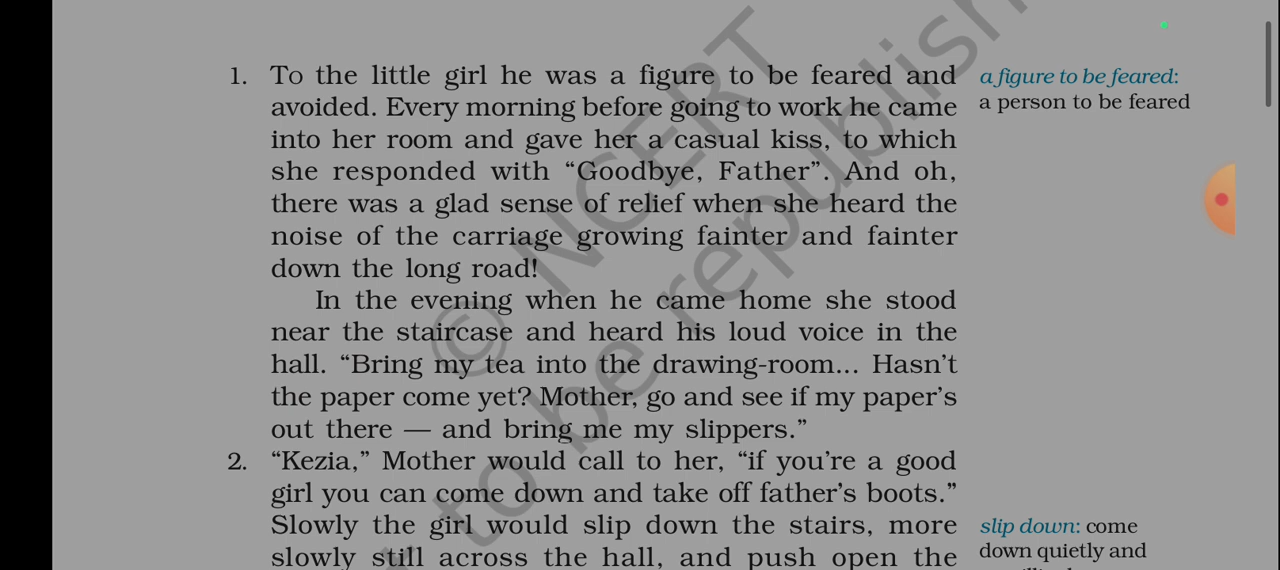 1. To the little girl he was a figure to be feared and
avoided. Every morning before going to work he came
into her room and gave her a casual kiss, to which
she responded with “Goodbye, Father”. And oh,
there was a glad sense of relief when she heard the
noise of the carriage growing fainter and fainter
down the long road!
In the evening when he came home she stood
near the staircase and heard his loud voice in the
hall. “Bring my tea into the drawing-room... Hasn’t
the paper come yet? Mother, go and see if my paper’s
out there — and bring me my slippers.”
2. “Kezia,” Mother would call to her, “if you’re a good
girl you can come down and take off father’s boots.”
Slowly the girl would slip down the stairs, more
slowly still across the hall, and push open the
a figure to be feared:
a person to be feared
slip down: come
down quietly and
© NCERT
to be republish